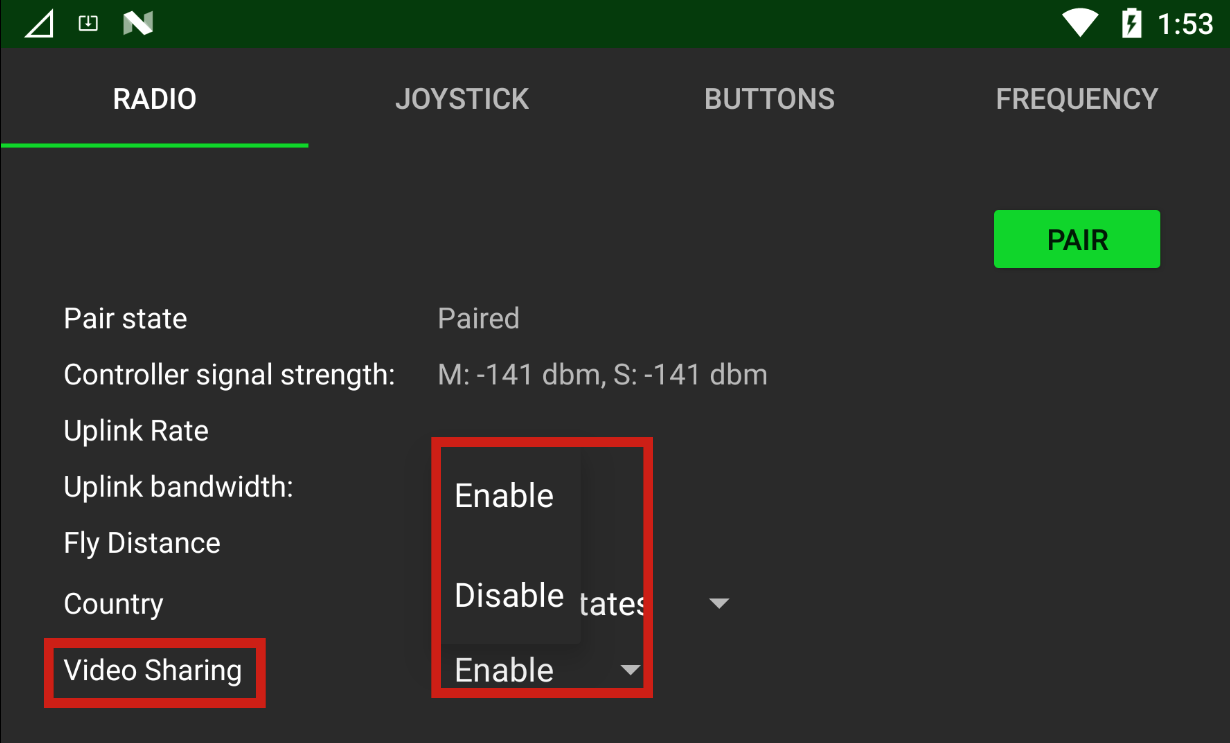 1:53
RADIO JOYSTICK BUTTONS FREQUENCY
PAIR
Pair state Paired
Controller signal strength: M: -141 dbm, S: -141 dbm
Uplink Rate
Uplink bandwidth:
Enable
Fly Distance
Disable
Country tates
Video Sharing Enable